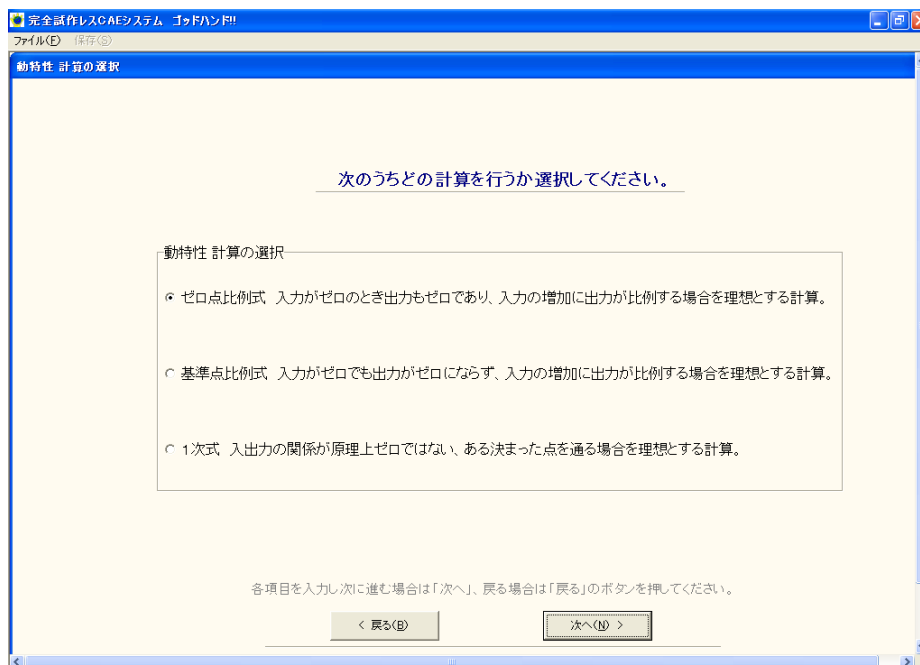 完全試作レスCAEシステム ゴッドハンド!!
ファイル(F) 保存(S)
動特性 計算の選択
次のうちどの計算を行うか選択してください。
動特性 計算の選択
ゼロ点比例式 入力がゼロのとき出力もゼロであり、入力の増加に出力が比例する場合を理想とする計算。
基準点比例式 入力がゼロでも出力がゼロにならず、入力の増加に出力が比例する場合を理想とする計算。
1次式 入出力の関係が原理上ゼロではない、ある決まった点を通る場合を理想とする計算。
各項目を入力し次に進む場合は「次へ」、戻る場合は「戻る」のボタンを押してください。
< 戻る(B)
次へ(N) >